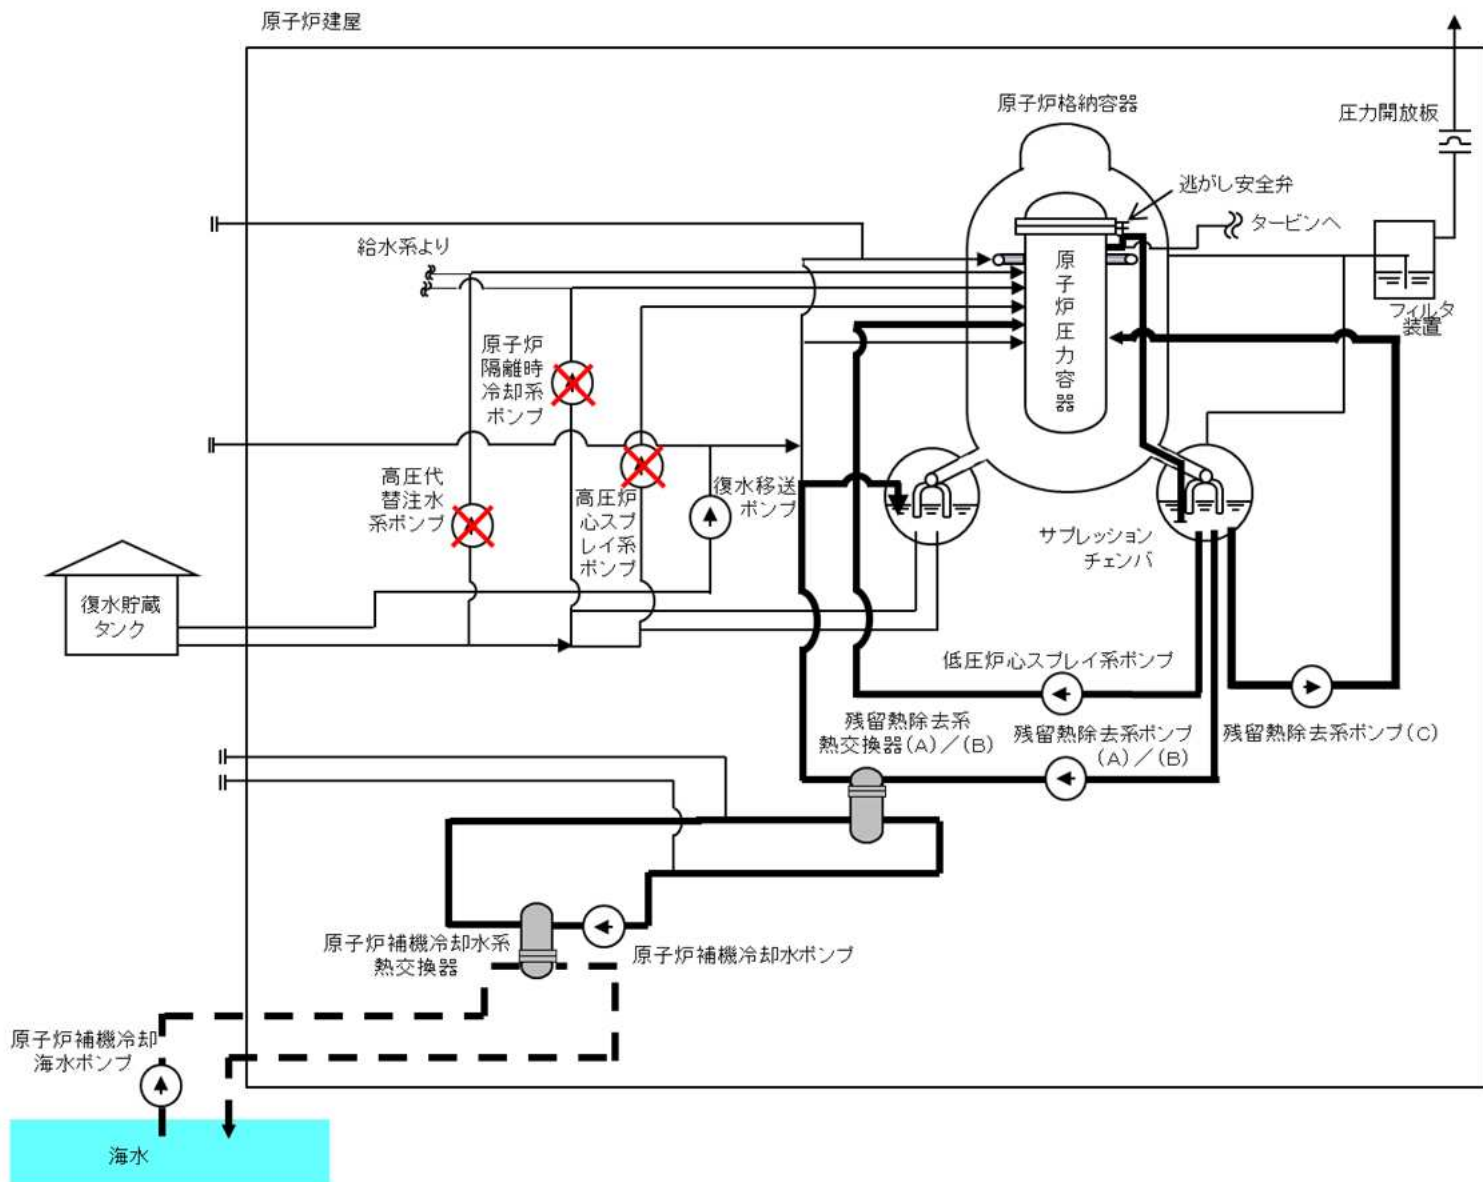 原子炉建屋
原子炉格納容器
圧力開放板
逃がし安全弁
タービンへ
給水系より
原
子
炉
圧
力
容
器
フィルタ
装置
原子炉
隔離時
冷却系
ポンプ
高圧代
替注水
系ポンプ
高圧炉
心スプ
レイ系
ポンプ
復水移送
ポンプ
サプレッション
チェンバ
復水貯蔵
タンク
低圧炉心スプレイ系ポンプ
残留熱除去系
熱交換器(A)/(B)
残留熱除去系ポンプ
(A)/(B)
残留熱除去系ポンプ(C)
原子炉補機冷却水系
熱交換器
原子炉補機冷却水ポンプ
原子炉補機冷却
海水ポンプ
海水